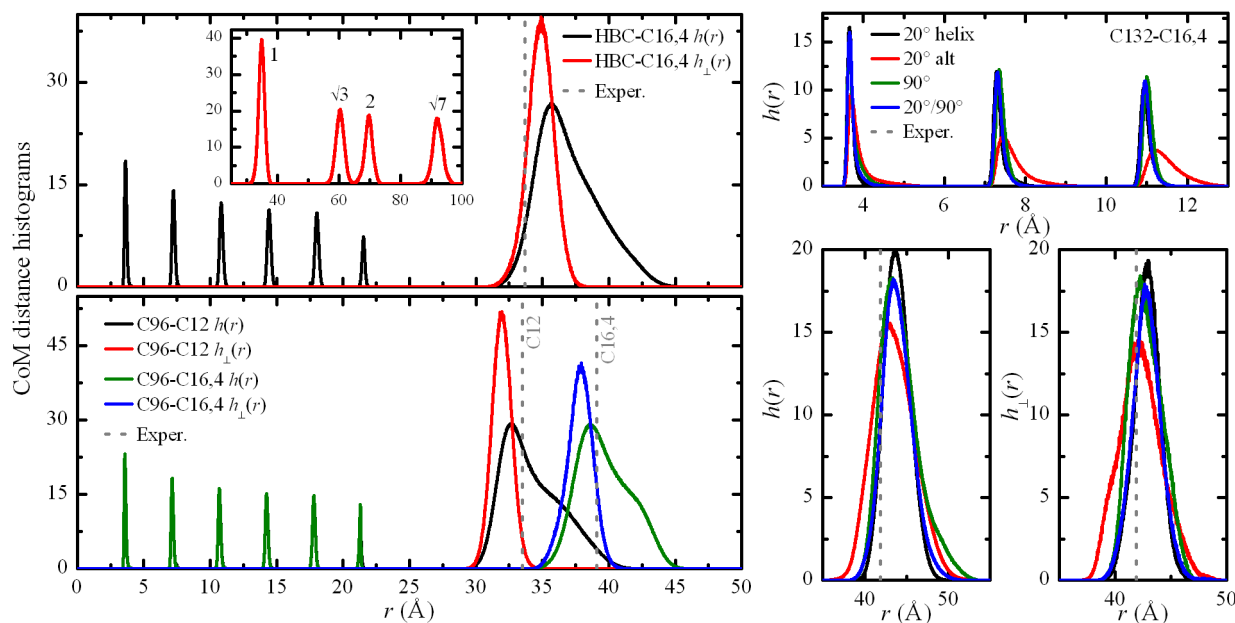 CoM distance histograms
30
15
0
40
30
20
10
0
1
√3
2
√7
40 60 80 100
HBC-C16,4 h(r)
HBC-C16,4 h⊥(r)
Exper.
45
30
15
0
C96-C12 h(r)
C96-C12 h⊥(r)
C96-C16,4 h(r)
C96-C16,4 h⊥(r)
Exper.
C12
C16,4
0 5 10 15 20 25 30 35 40 45 50
r (Å)
h(r)
15
10
5
0
20° helix
20° alt
90°
20°/90°
Exper.
C132-C16,4
4 6 8 10 12
r (Å)
h(r)
20
15
10
5
0
40 45 50
r (Å)
h⊥(r)
20
15
10
5
0
40 45 50
r (Å)